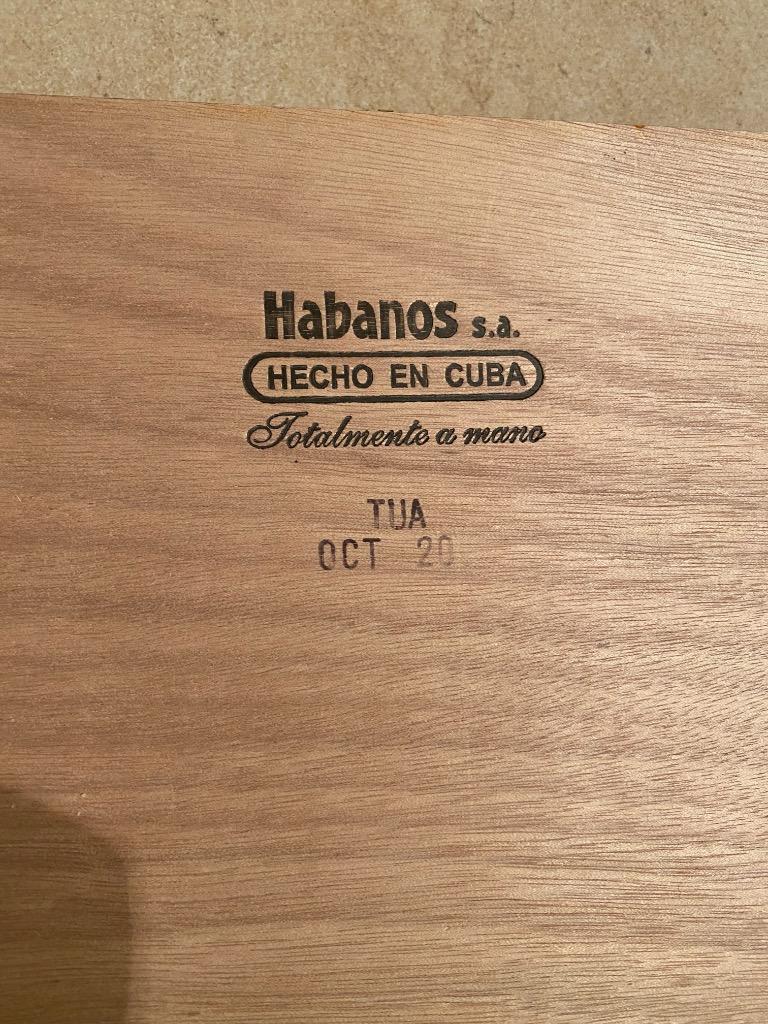 Habanos s.a.
HECHO EN CUBA
Totalmente a mano
TUA
OCT 20